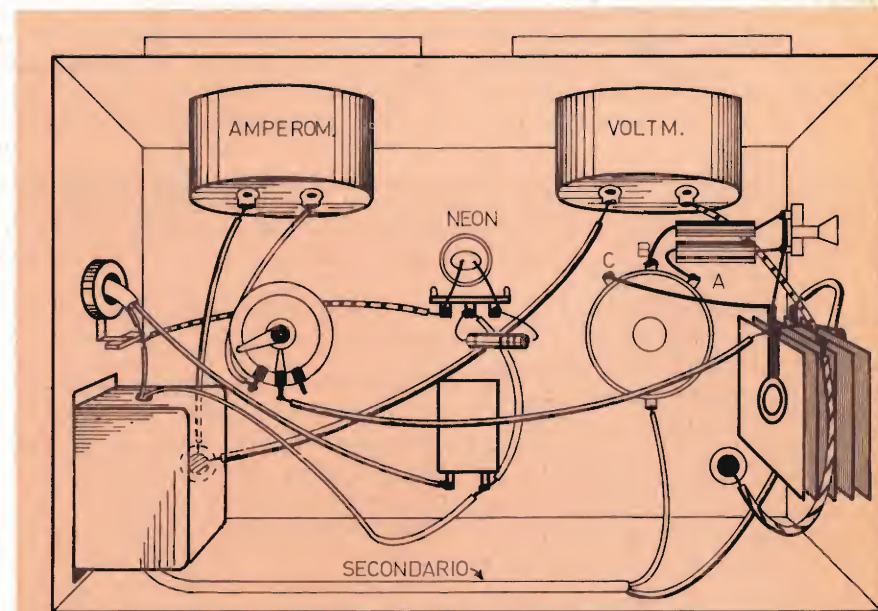 AMPEROM.
VOLTM.
NEON
B
C
A
SECONDARIO